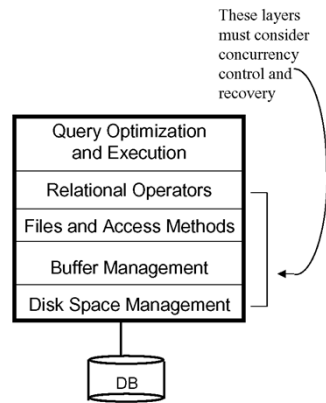 These layers
must consider
concurrency
control and
recovery
Query Optimization
and Execution
Relational Operators
Files and Access Methods
Buffer Management
Disk Space Management
DB